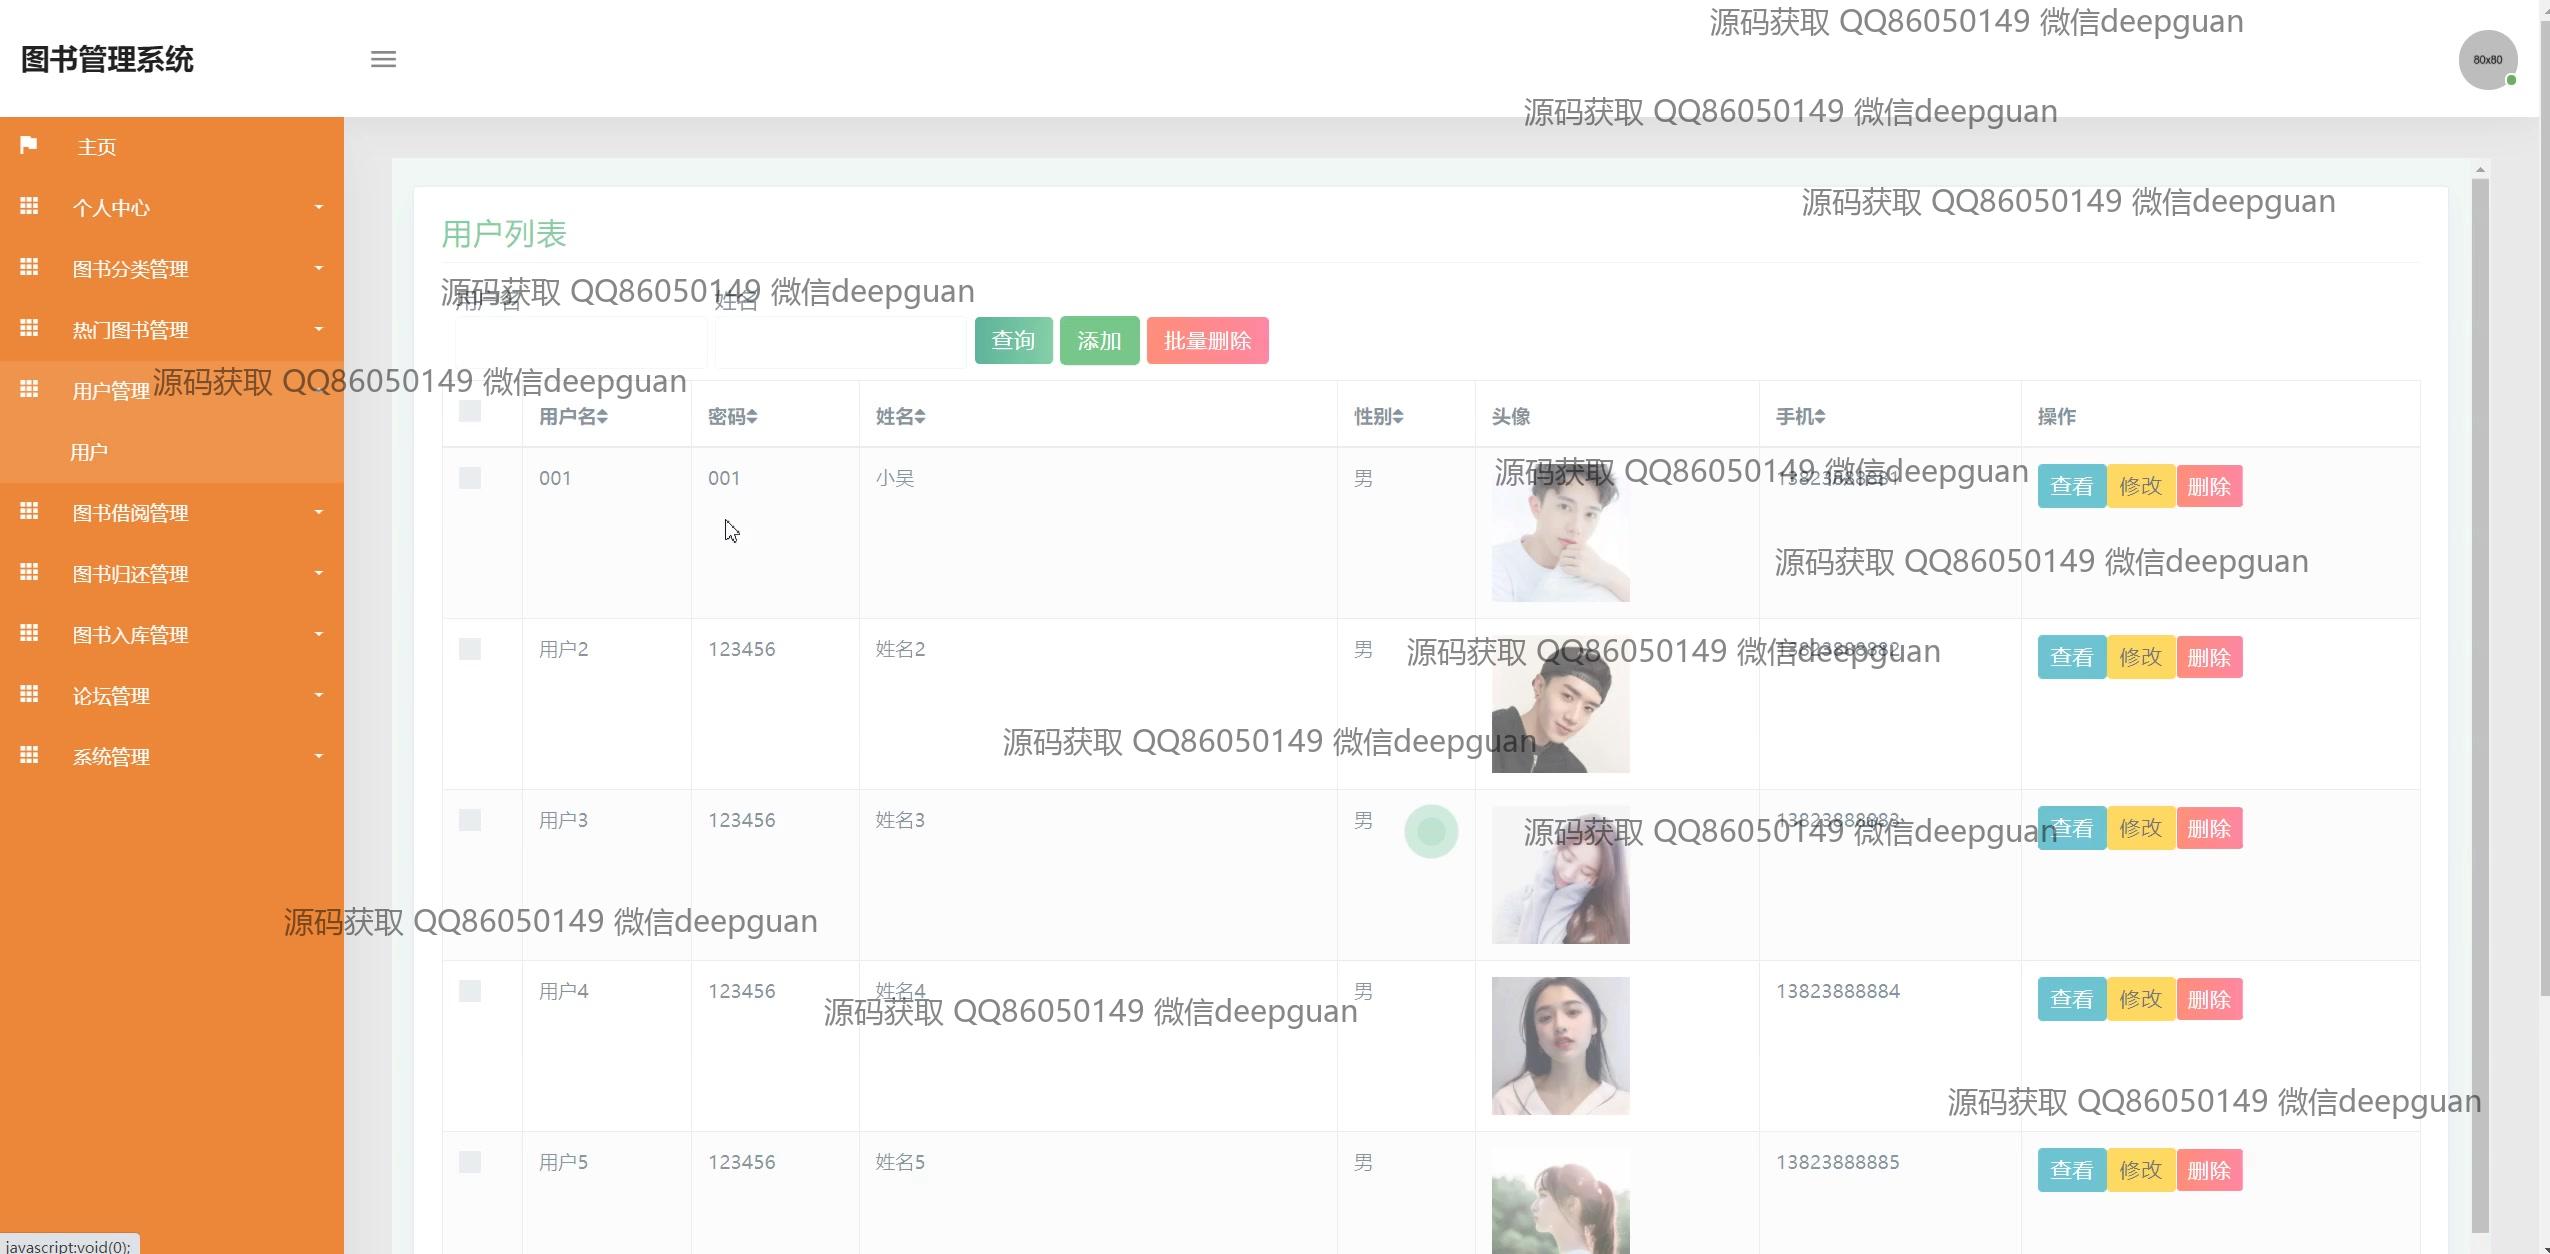 源码获取 QQ86050149 微信deepguan
图书管理系统
80x80
源码获取 QQ86050149 微信deepguan
主页
个人中心
源码获取 QQ86050149 微信deepguan
用户列表
图书分类管理
源码获取 QQ86050149 微信deepguan
用户名 姓名
热门图书管理
查询 添加 批量删除
用户管理
源码获取 QQ86050149 微信deepguan
用户名 密码 姓名 性别 头像 手机 操作
用户
001 001 小吴 男 13823888881 查看 修改 删除
源码获取 QQ86050149 微信deepguan
图书借阅管理
源码获取 QQ86050149 微信deepguan
图书归还管理
图书入库管理
用户2 123456 姓名2 男 13823888882 查看 修改 删除
源码获取 QQ86050149 微信deepguan
论坛管理
源码获取 QQ86050149 微信deepguan
系统管理
用户3 123456 姓名3 男 13823888883 查看 修改 删除
源码获取 QQ86050149 微信deepguan
源码获取 QQ86050149 微信deepguan
用户4 123456 姓名4 男 13823888884 查看 修改 删除
源码获取 QQ86050149 微信deepguan
源码获取 QQ86050149 微信deepguan
用户5 123456 姓名5 男 13823888885 查看 修改 删除
javascript:void(0);